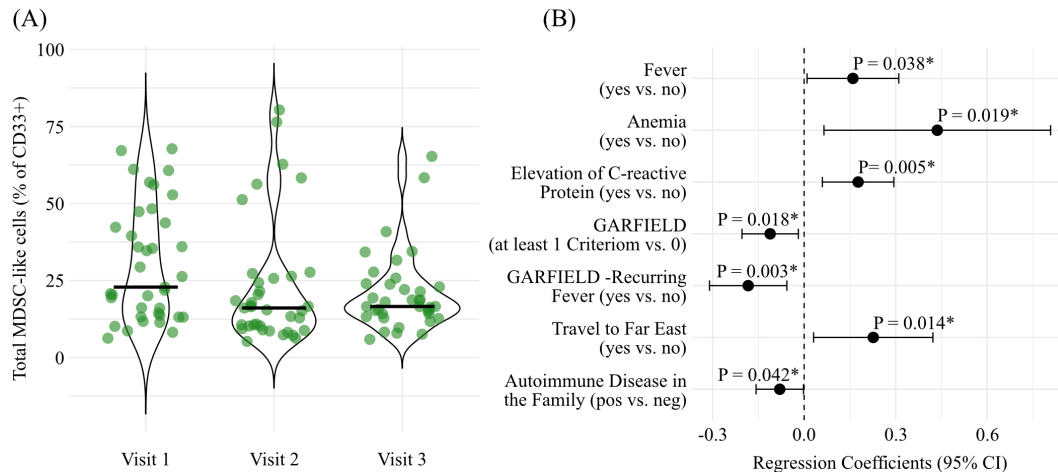 (A)
Total MDSC-like cells (% of CD33+)
100
75
50
25
0
Visit 1
Visit 2
Visit 3
(B)
Fever
(yes vs. no)
P = 0.038*
Anemia
(yes vs. no)
P = 0.019*
Elevation of C-reactive
Protein (yes vs. no)
P = 0.005*
GARFIELD
(at least 1 Criteriom vs. 0)
P = 0.018*
GARFIELD -Recurring
Fever (yes vs. no)
P = 0.003*
Travel to Far East
(yes vs. no)
P = 0.014*
Autoimmune Disease in
the Family (pos vs. neg)
P = 0.042*
-0.3
0.0
0.3
0.6
Regression Coefficients (95% CI)